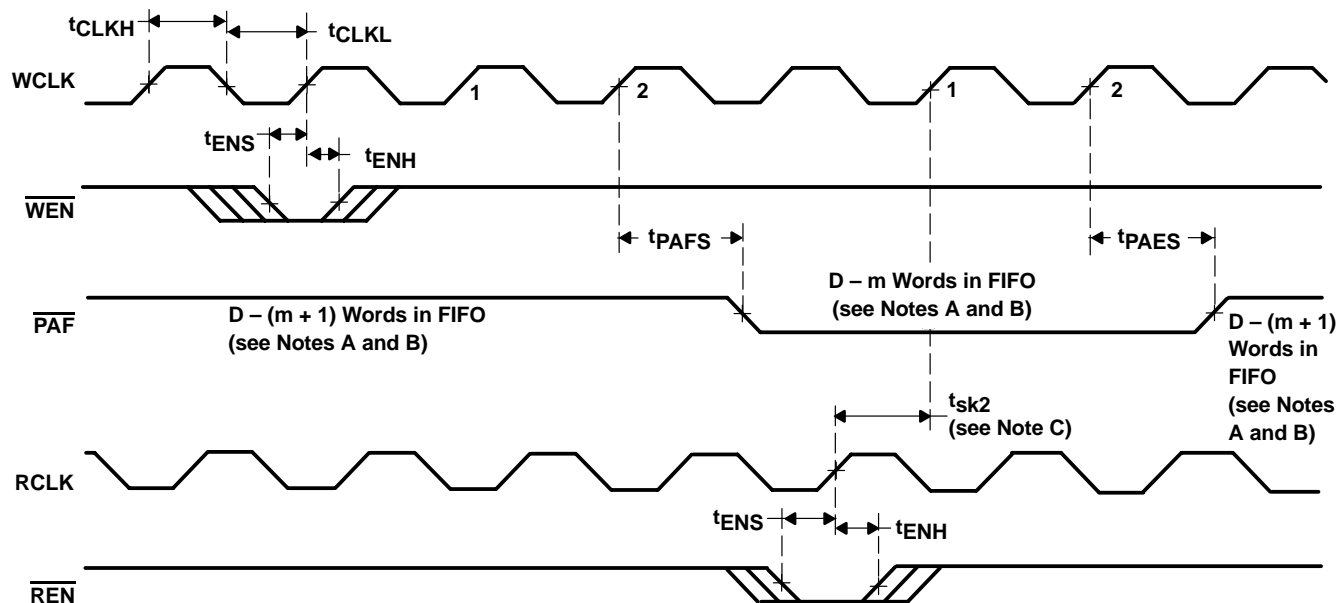 tCLKH
tCLKL
WCLK
1
2
1
2
tENS
tENH
WEN
tPAFS
tPAES
PAF
D – (m + 1) Words in FIFO
(see Notes A and B)
D – m Words in FIFO
(see Notes A and B)
D – (m + 1)
Words in
FIFO
(see Notes
A and B)
tsk2
(see Note C)
RCLK
tENS
tENH
REN